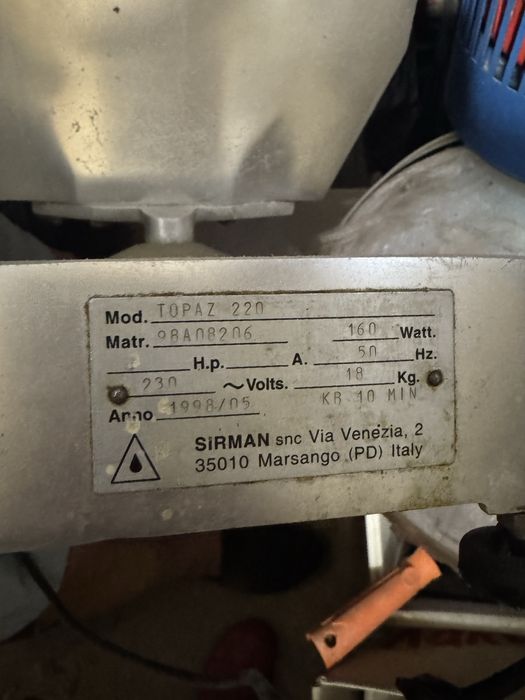 Mod. TOPAZ 220
Matr. 98A08206 160 Watt.
H.p. A. 50 Hz.
230 ~Volts. 18 Kg.
Anno 1998/05 KB 10 MIN
SiRMAN snc Via Venezia, 2
35010 Marsango (PD) Italy